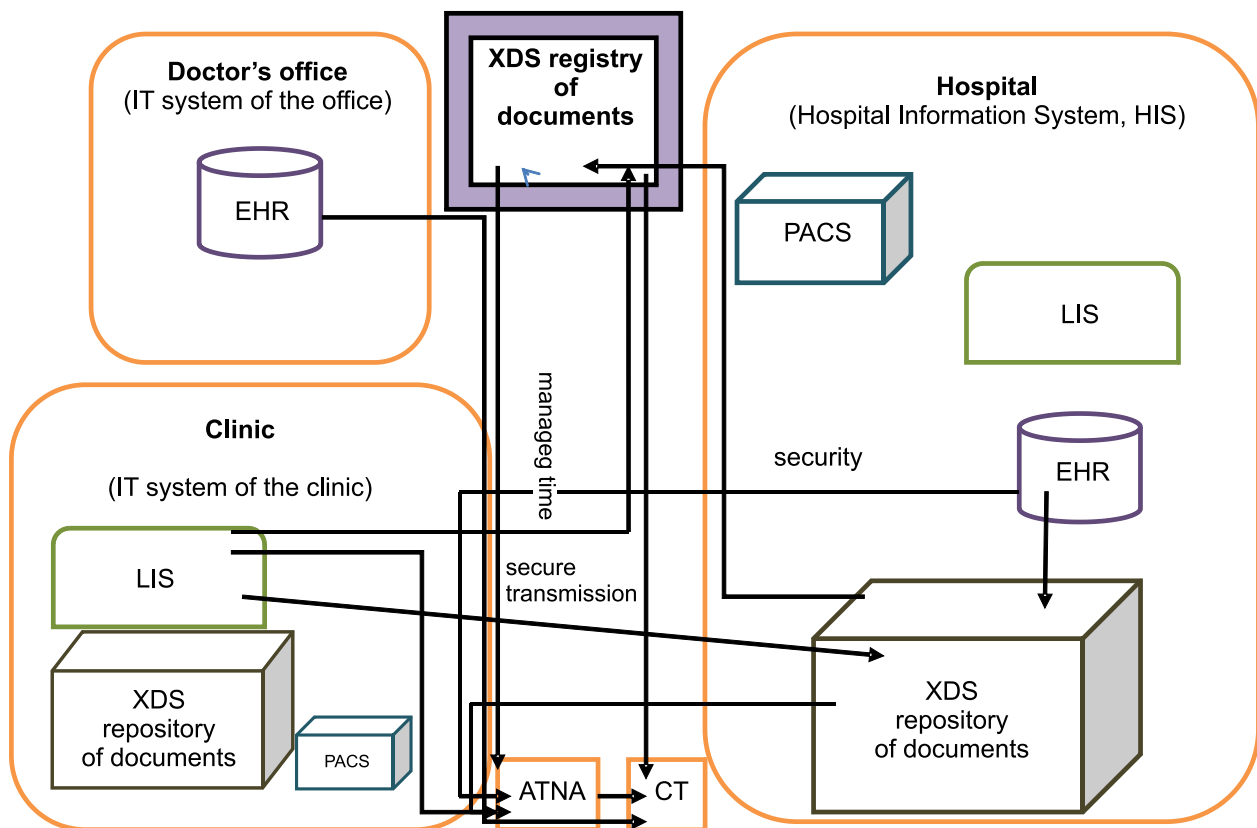 Doctor's office
(IT system of the office)
EHR
XDS registry
of
documents
Hospital
(Hospital Information System, HIS)
PACS
LIS
EHR
security
manageg time
secure
transmission
Clinic
(IT system of the clinic)
LIS
XDS
repository
of documents
PACS
XDS
repository
of documents
ATNA
CT